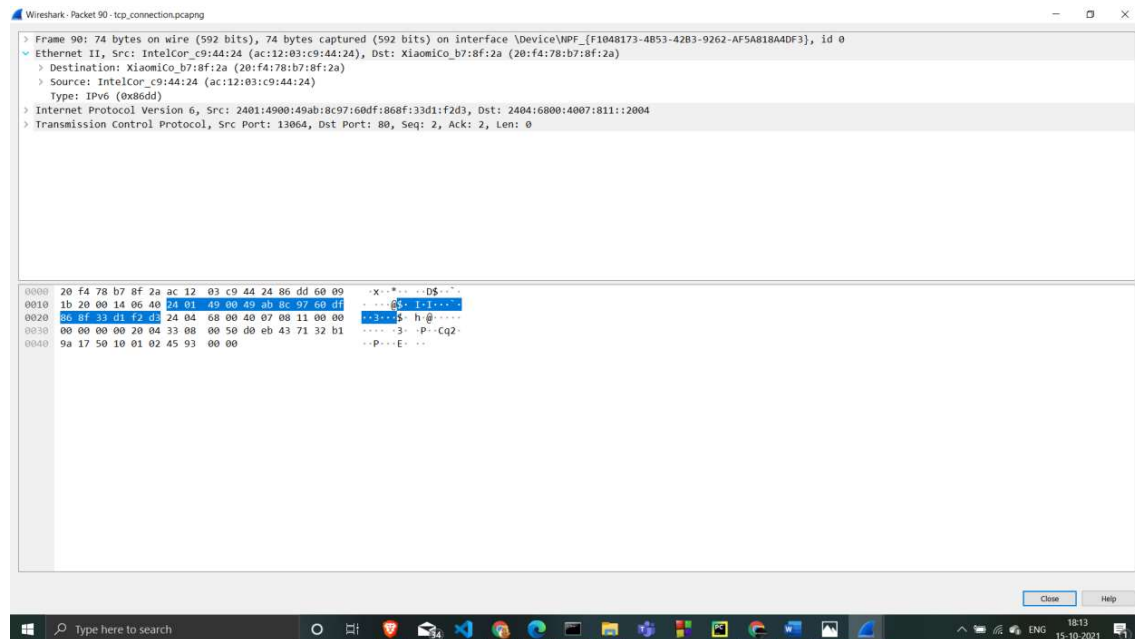 Wireshark · Packet 90 · tcp_connection.pcapng
Frame 90: 74 bytes on wire (592 bits), 74 bytes captured (592 bits) on interface \Device\NPF_{F1048173-4B53-42B3-9262-AF5A818A4DF3}, id 0
Ethernet II, Src: IntelCor_c9:44:24 (ac:12:03:c9:44:24), Dst: XiaomiCo_b7:8f:2a (20:f4:78:b7:8f:2a)
Destination: XiaomiCo_b7:8f:2a (20:f4:78:b7:8f:2a)
Source: IntelCor_c9:44:24 (ac:12:03:c9:44:24)
Type: IPv6 (0x86dd)
Internet Protocol Version 6, Src: 2401:4900:49ab:8c97:60df:868f:33d1:f2d3, Dst: 2404:6800:4007:811::2004
Transmission Control Protocol, Src Port: 13064, Dst Port: 80, Seq: 2, Ack: 2, Len: 0
0000 20 f4 78 b7 8f 2a ac 12 03 c9 44 24 86 dd 60 09 ·x··*·· ··D$··`·
0010 1b 20 00 14 06 40 24 01 49 00 49 ab 8c 97 60 df · ···@$· I·I···`·
0020 86 8f 33 d1 f2 d3 24 04 68 00 40 07 08 11 00 00 ··3···$· h·@·····
0030 00 00 00 00 20 04 33 08 00 50 d0 eb 43 71 32 b1 ···· ·3· ·P··Cq2·
0040 9a 17 50 10 01 02 45 93 00 00 ··P···E· ··
Close Help
Type here to search 34 ENG 18:13
15-10-2021